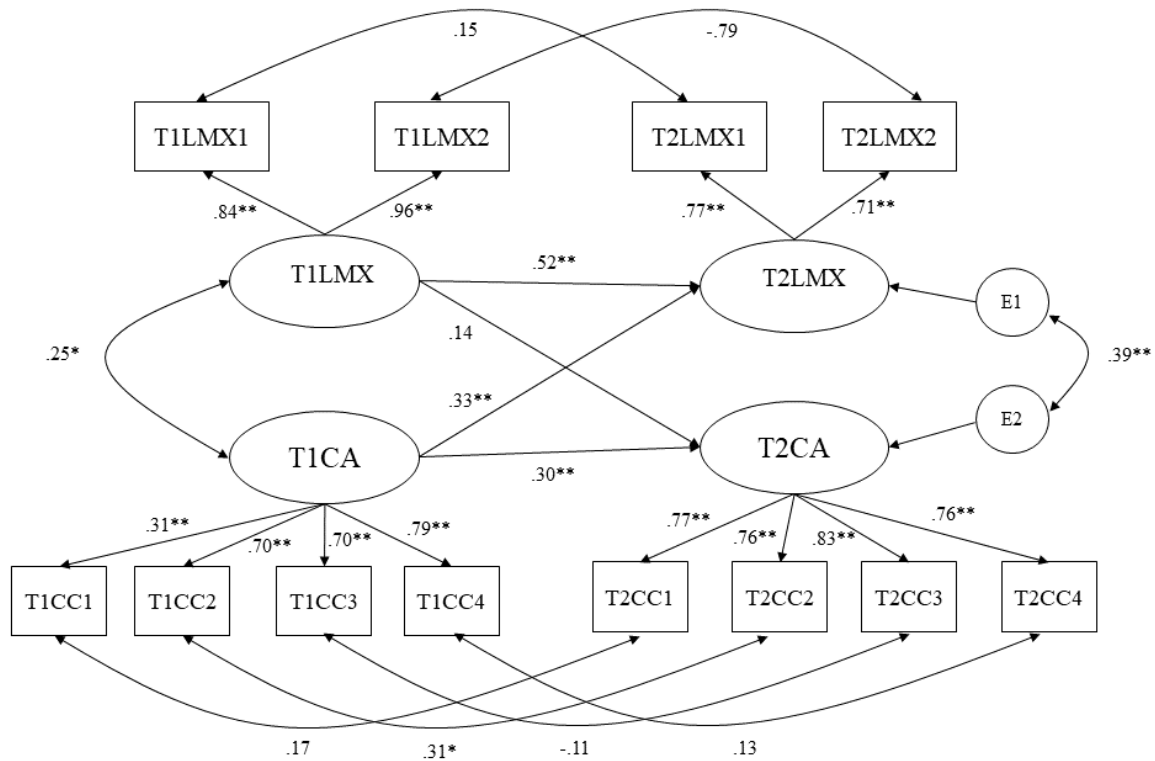 .15
-.79
T1LMX1
T1LMX2
T2LMX1
T2LMX2
.84**
.96**
.77**
.71**
T1LMX
.52**
T2LMX
E1
.25*
.14
.39**
.33**
E2
T1CA
.30**
T2CA
.31**
.70**
.70**
.79**
.77**
.76**
.83**
.76**
T1CC1
T1CC2
T1CC3
T1CC4
T2CC1
T2CC2
T2CC3
T2CC4
.17
.31*
-.11
.13